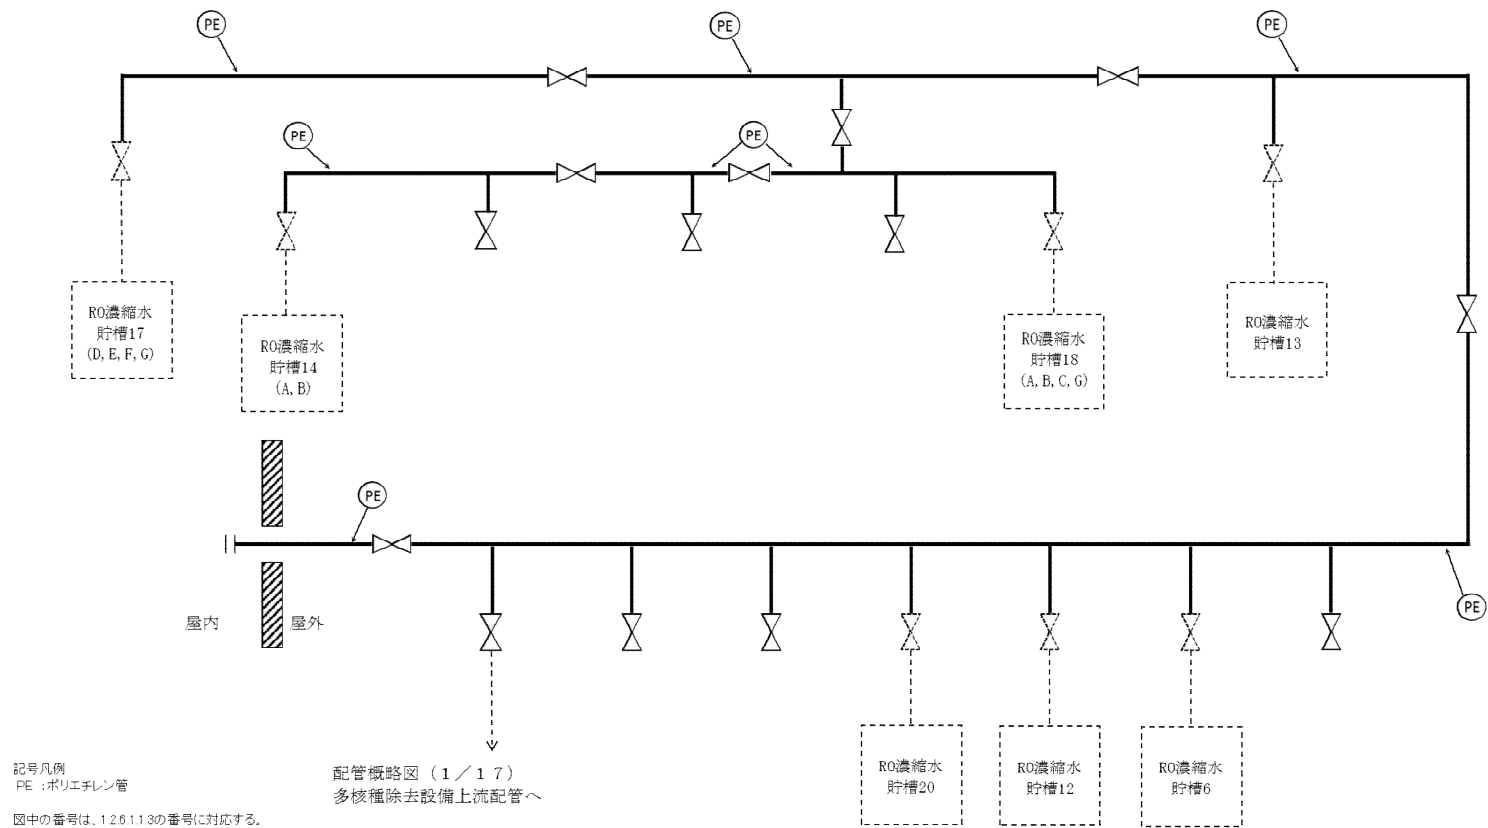 PE
PE
PE
PE
PE
RO濃縮水
貯槽17
(D, E, F, G)
RO濃縮水
貯槽14
(A, B)
RO濃縮水
貯槽18
(A, B, C, G)
RO濃縮水
貯槽13
PE
PE
屋内
屋外
RO濃縮水
貯槽20
RO濃縮水
貯槽12
RO濃縮水
貯槽6
配管概略図（１／１７）
多核種除去設備上流配管へ
記号凡例
PE ：ポリエチレン管
図中の番号は、1.2.6.1.1.3の番号に対応する。